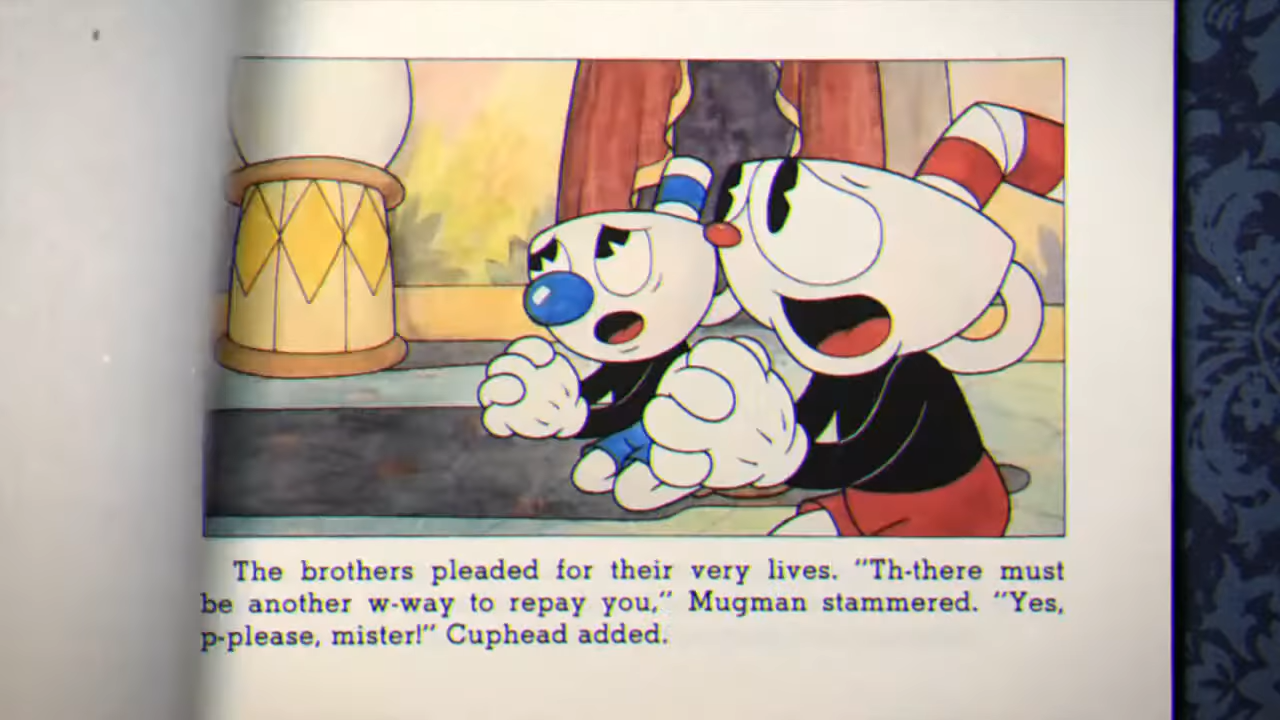 The brothers pleaded for their very lives. "Th-there must
be another w-way to repay you," Mugman stammered. "Yes,
p-please, mister!" Cuphead added.